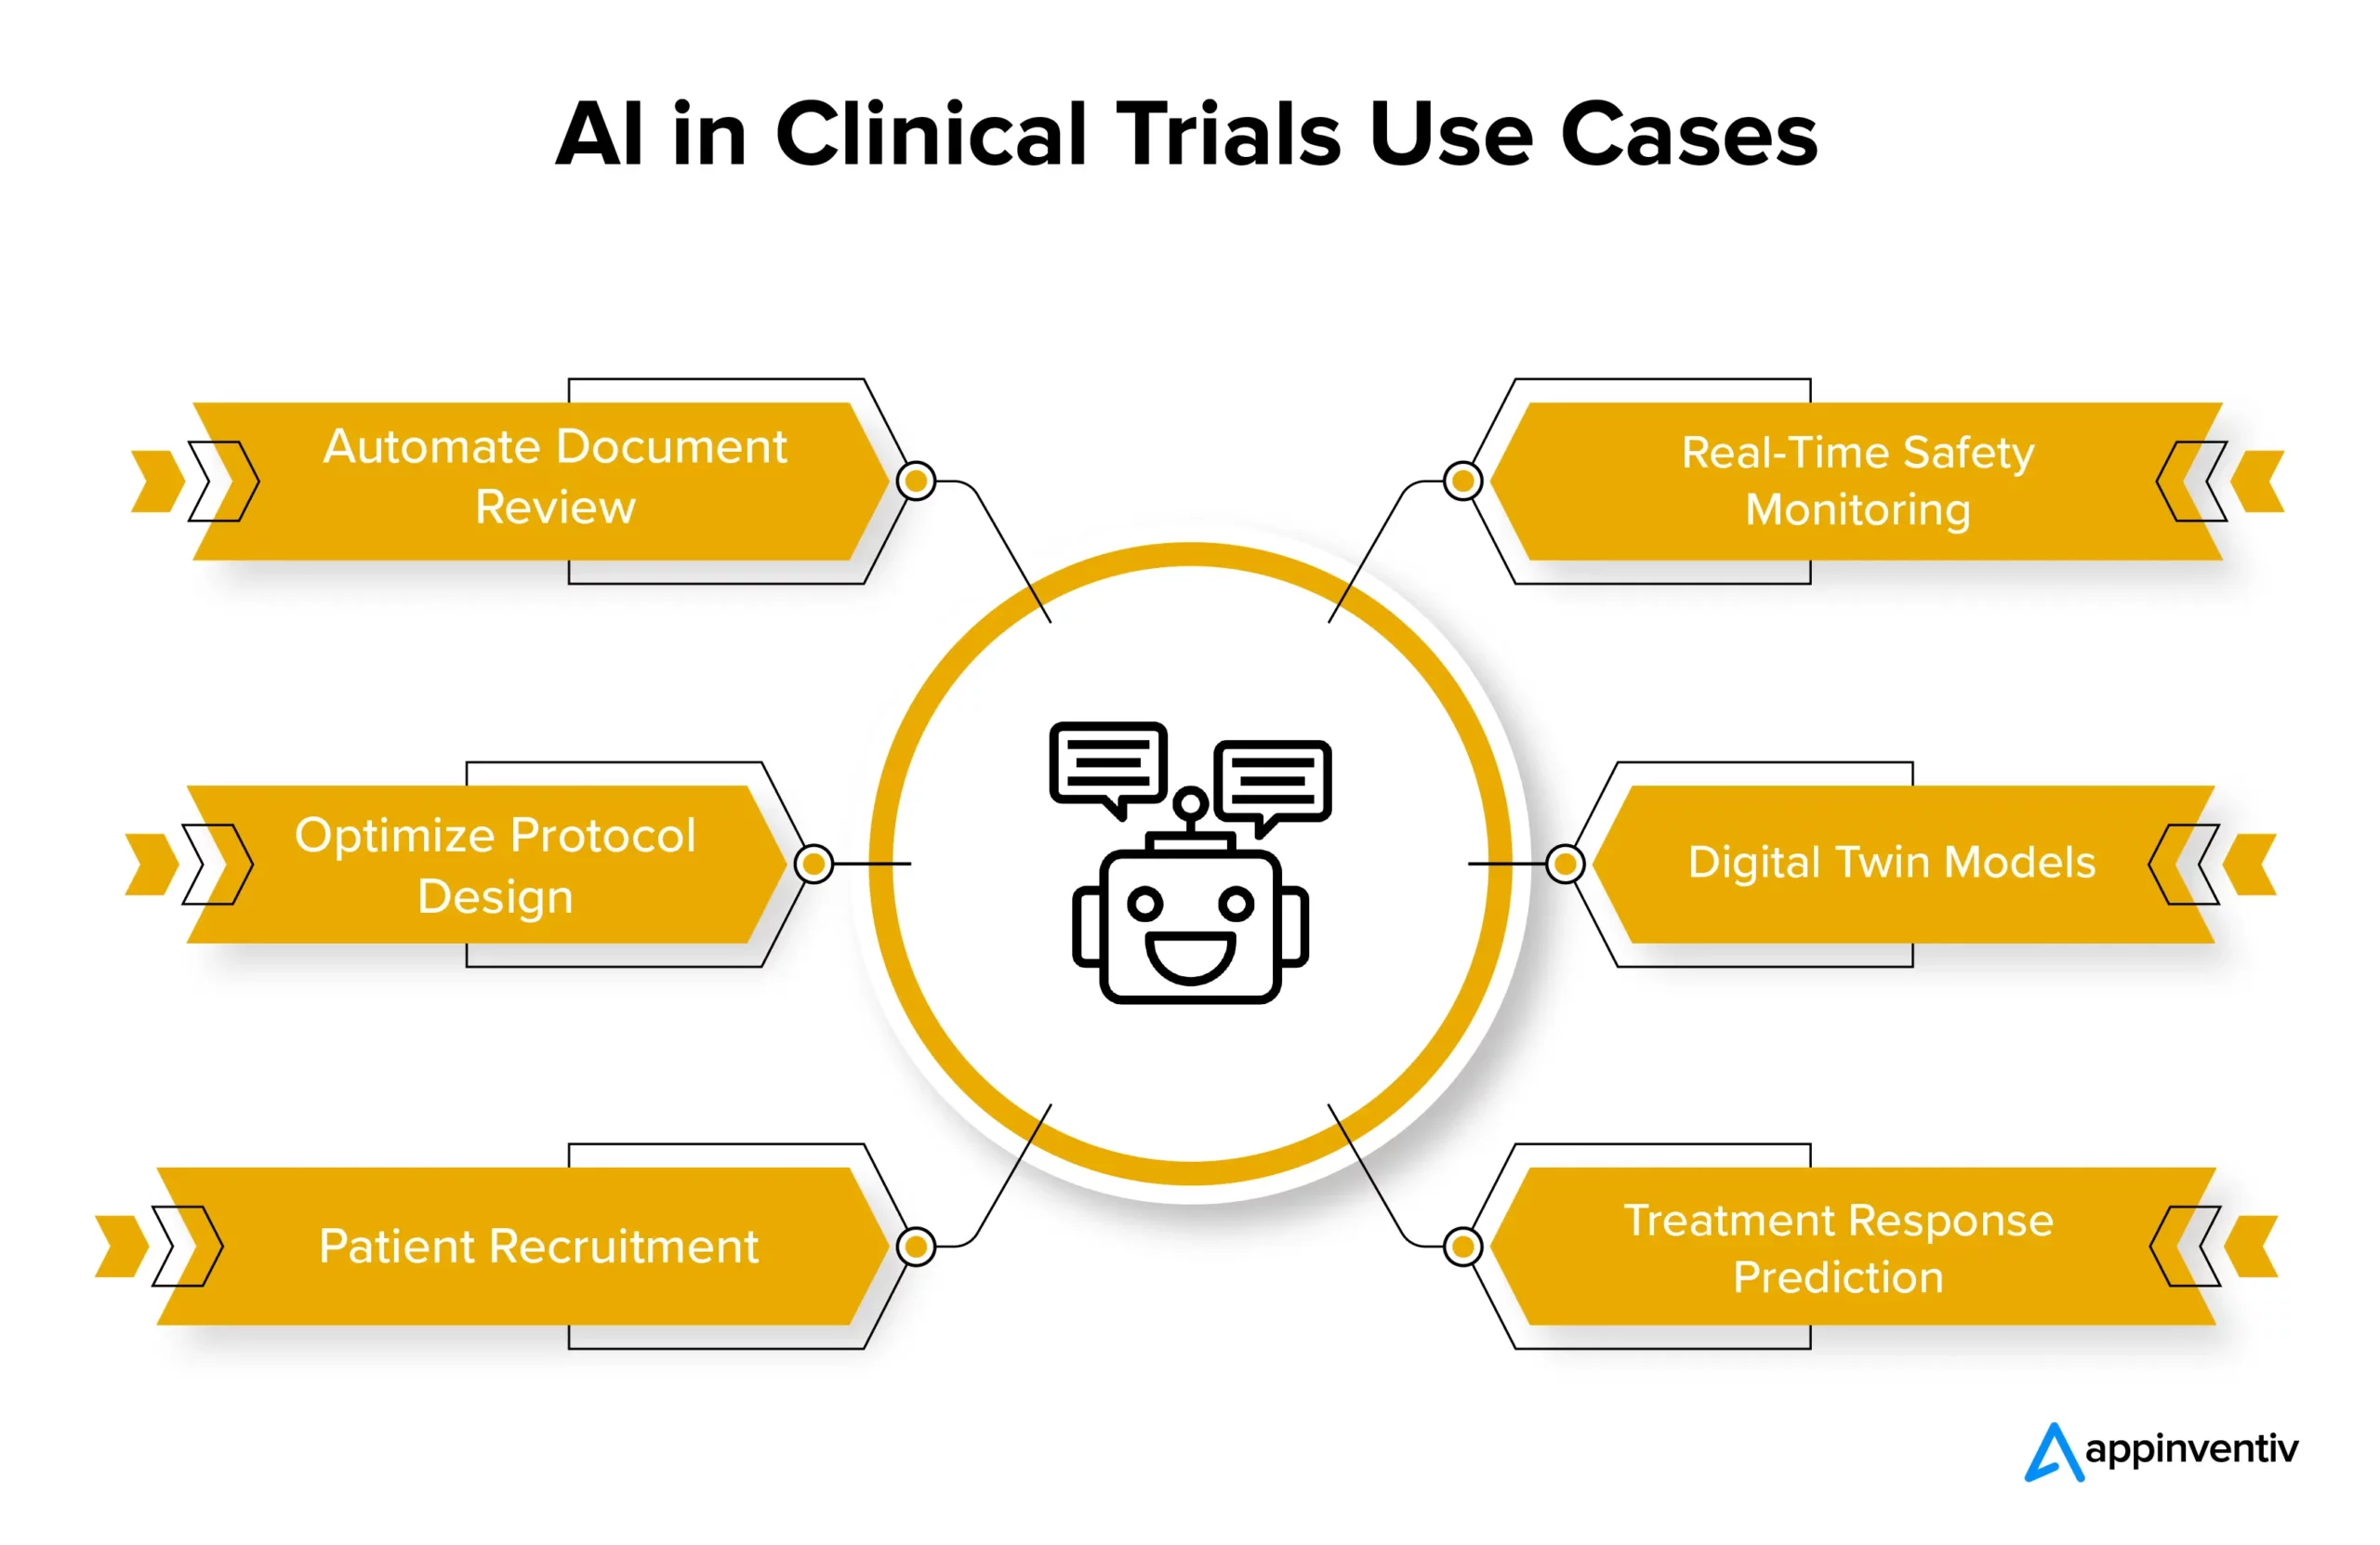 AI in Clinical Trials Use Cases
Automate Document
Review
Optimize Protocol
Design
Patient Recruitment
Real-Time Safety
Monitoring
Digital Twin Models
Treatment Response
Prediction
appinventiv